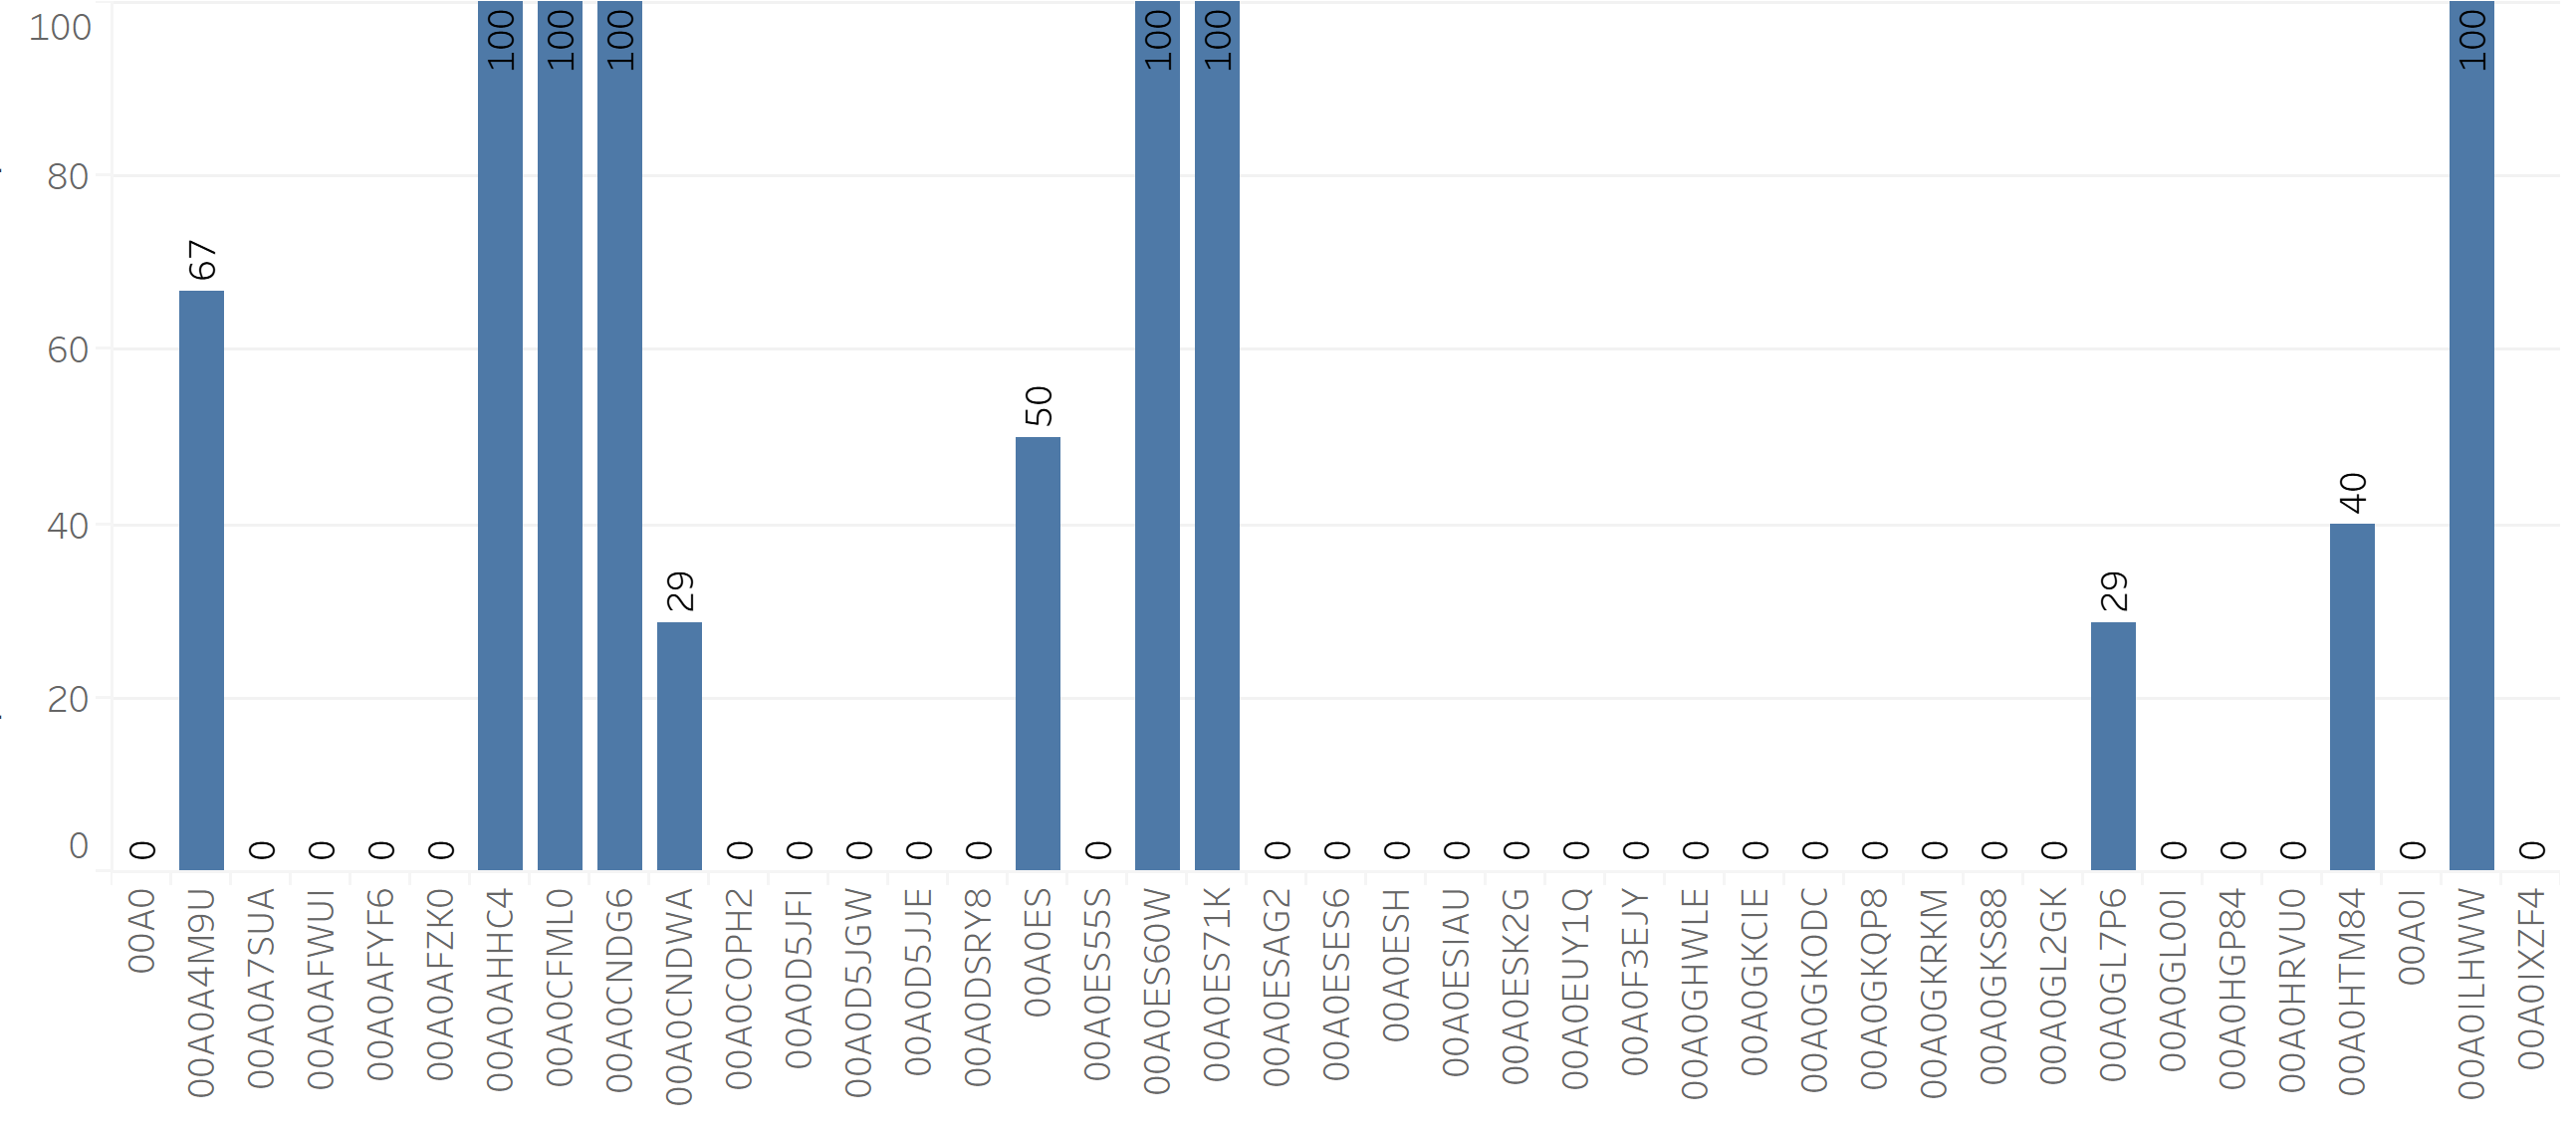 100
80
60
40
20
0
0
67
0
0
0
0
100
100
100
29
0
0
0
0
0
50
0
100
100
0
0
0
0
0
0
0
0
0
0
0
0
0
0
29
0
0
0
40
0
100
0
00A0
00A0A4M9U
00A0A7SUA
00A0AFWUI
00A0AFYF6
00A0AFZK0
00A0AHHC4
00A0CFML0
00A0CNDG6
00A0CNDWA
00A0COPH2
00A0D5JFI
00A0D5JGW
00A0D5JJE
00A0DSRY8
00A0ES
00A0ES55S
00A0ES60W
00A0ES71K
00A0ESAG2
00A0ESES6
00A0ESH
00A0ESIAU
00A0ESK2G
00A0EUY1Q
00A0F3EJY
00A0GHWLE
00A0GKCIE
00A0GKODC
00A0GKQP8
00A0GKRKM
00A0GKS88
00A0GL2GK
00A0GL7P6
00A0GL00I
00A0HGP84
00A0HRVU0
00A0HTM84
00A0I
00A0ILHWW
00A0IXZF4